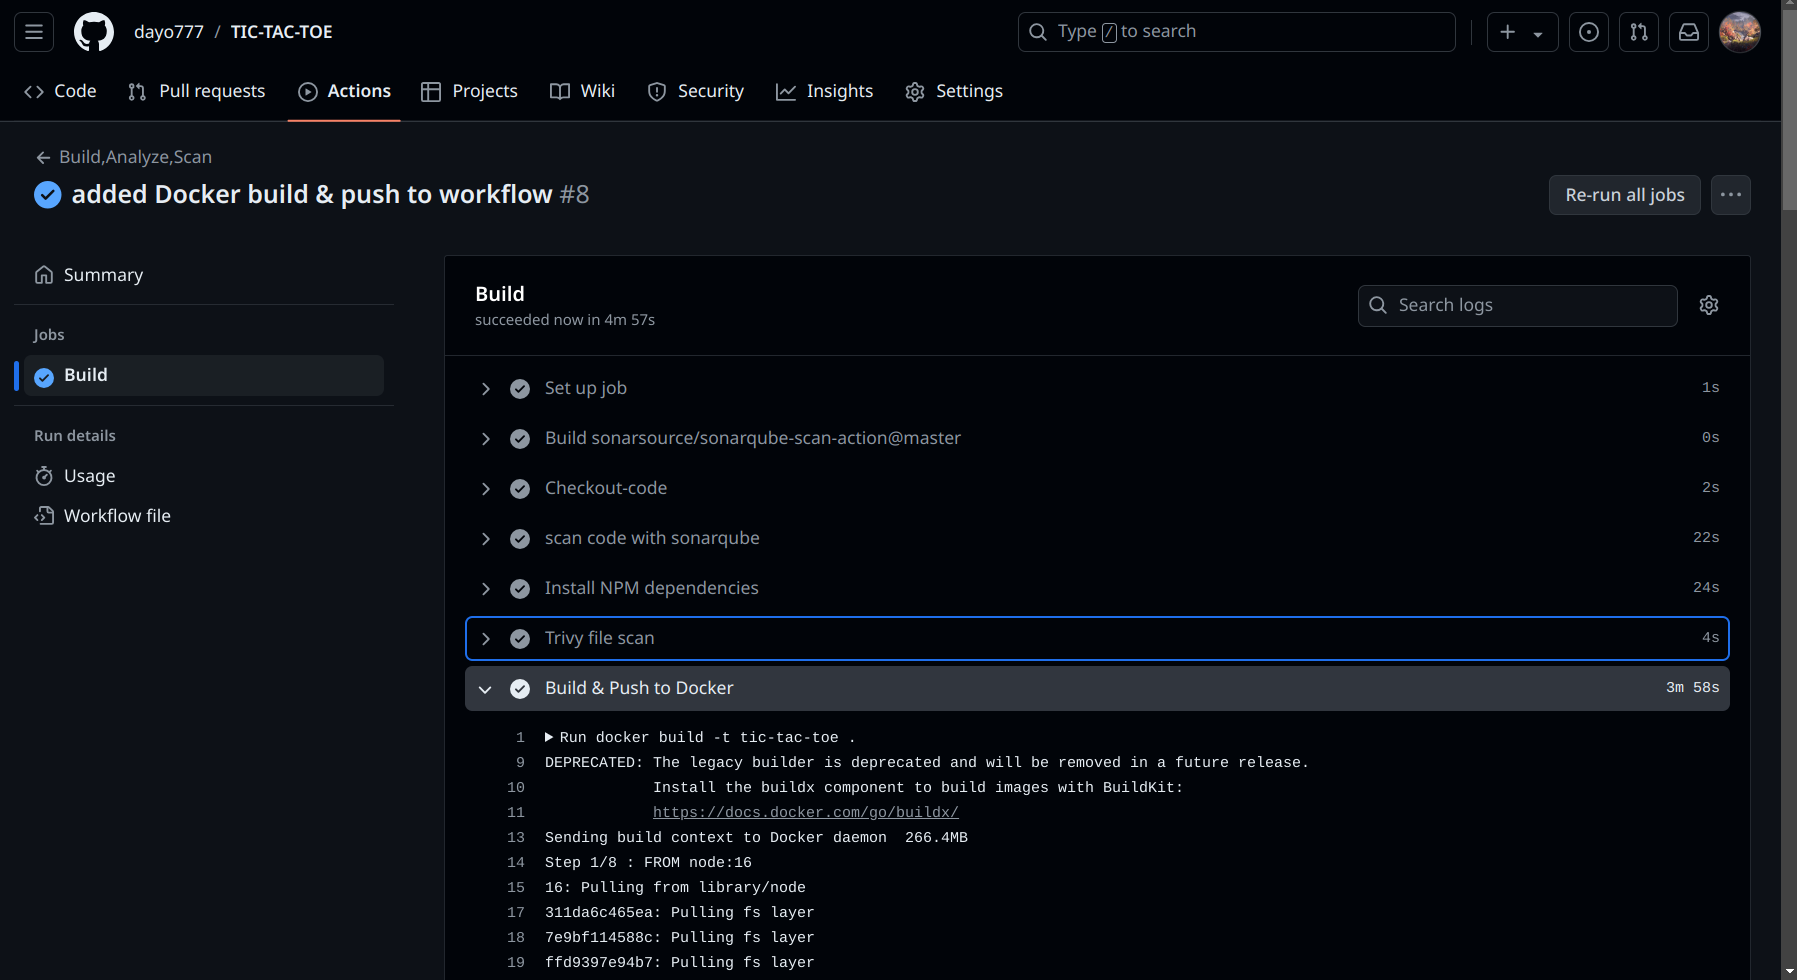 dayo777 / TIC-TAC-TOE
Type / to search
Code
Pull requests
Actions
Projects
Wiki
Security
Insights
Settings
Build,Analyze,Scan
added Docker build & push to workflow #8
Re-run all jobs
Summary
Jobs
Build
Run details
Usage
Workflow file
Build
succeeded now in 4m 57s
Search logs
Set up job 1s
Build sonarsource/sonarqube-scan-action@master 0s
Checkout-code 2s
scan code with sonarqube 22s
Install NPM dependencies 24s
Trivy file scan 4s
Build & Push to Docker 3m 58s
1 Run docker build -t tic-tac-toe .
9 DEPRECATED: The legacy builder is deprecated and will be removed in a future release.
10 Install the buildx component to build images with BuildKit:
11 https://docs.docker.com/go/buildx/
13 Sending build context to Docker daemon 266.4MB
14 Step 1/8 : FROM node:16
15 16: Pulling from library/node
17 311da6c465ea: Pulling fs layer
18 7e9bf114588c: Pulling fs layer
19 ffd9397e94b7: Pulling fs layer